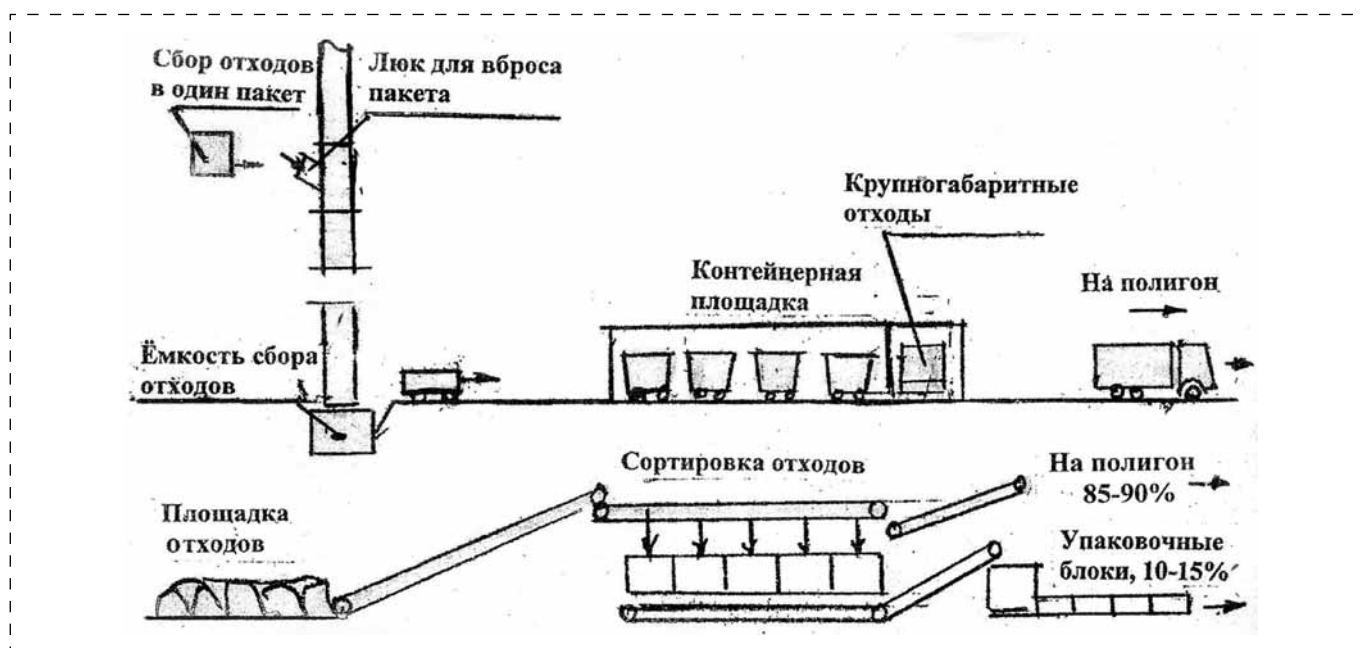 Сбор отходов
в один пакет
Люк для вброса
пакета
Крупногабаритные
отходы
Контейнерная
площадка
На полигон
Ёмкость сбора
отходов
Сортировка отходов
На полигон
85-90%
Площадка
отходов
Упаковочные
блоки, 10-15%